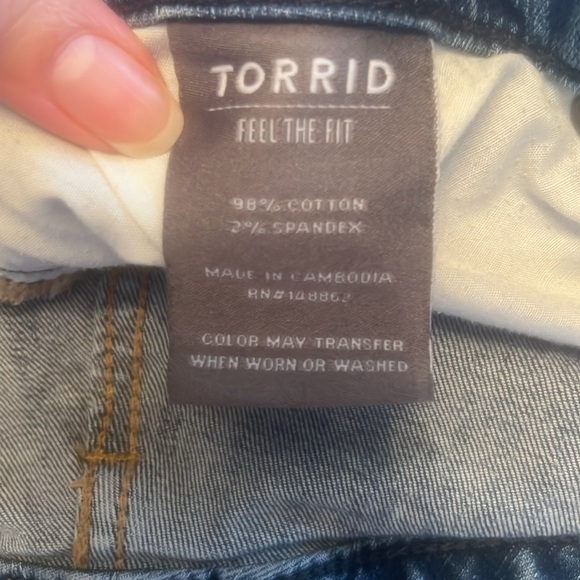 TORRID
FEEL THE FIT
98% COTTON
2% SPANDEX
MADE IN CAMBODIA
RN#148862
COLOR MAY TRANSFER
WHEN WORN OR WASHED